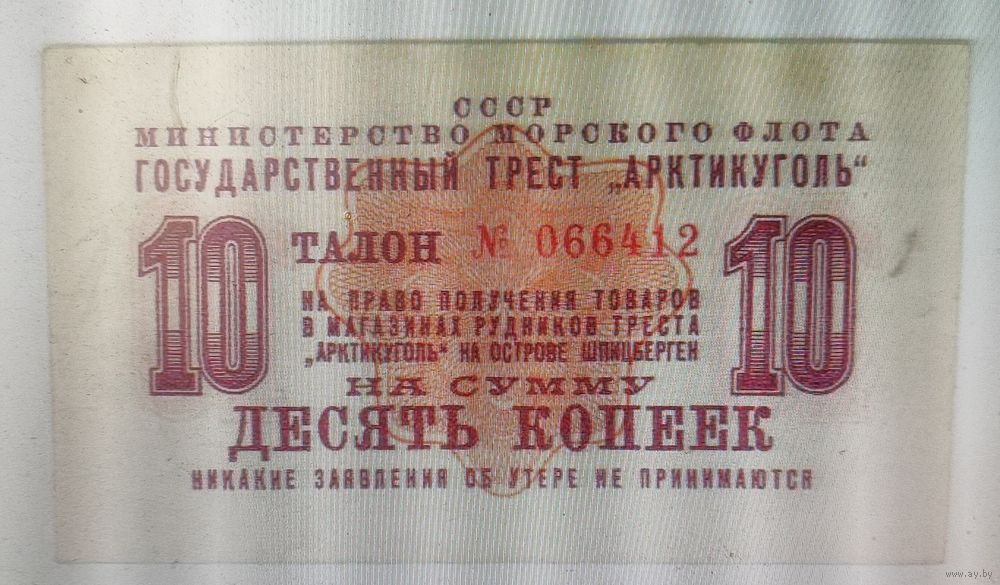 СССР
МИНИСТЕРСТВО МОРСКОГО ФЛОТА
ГОСУДАРСТВЕННЫЙ ТРЕСТ „АРКТИКУГОЛЬ“
10 ТАЛОН № 066412 10
НА ПРАВО ПОЛУЧЕНИЯ ТОВАРОВ
В МАГАЗИНАХ РУДНИКОВ ТРЕСТА
„АРКТИКУГОЛЬ“ НА ОСТРОВЕ ШПИЦБЕРГЕН
НА СУММУ
ДЕСЯТЬ КОПЕЕК
НИКАКИЕ ЗАЯВЛЕНИЯ ОБ УТЕРЕ НЕ ПРИНИМАЮТСЯ
www.ay.by